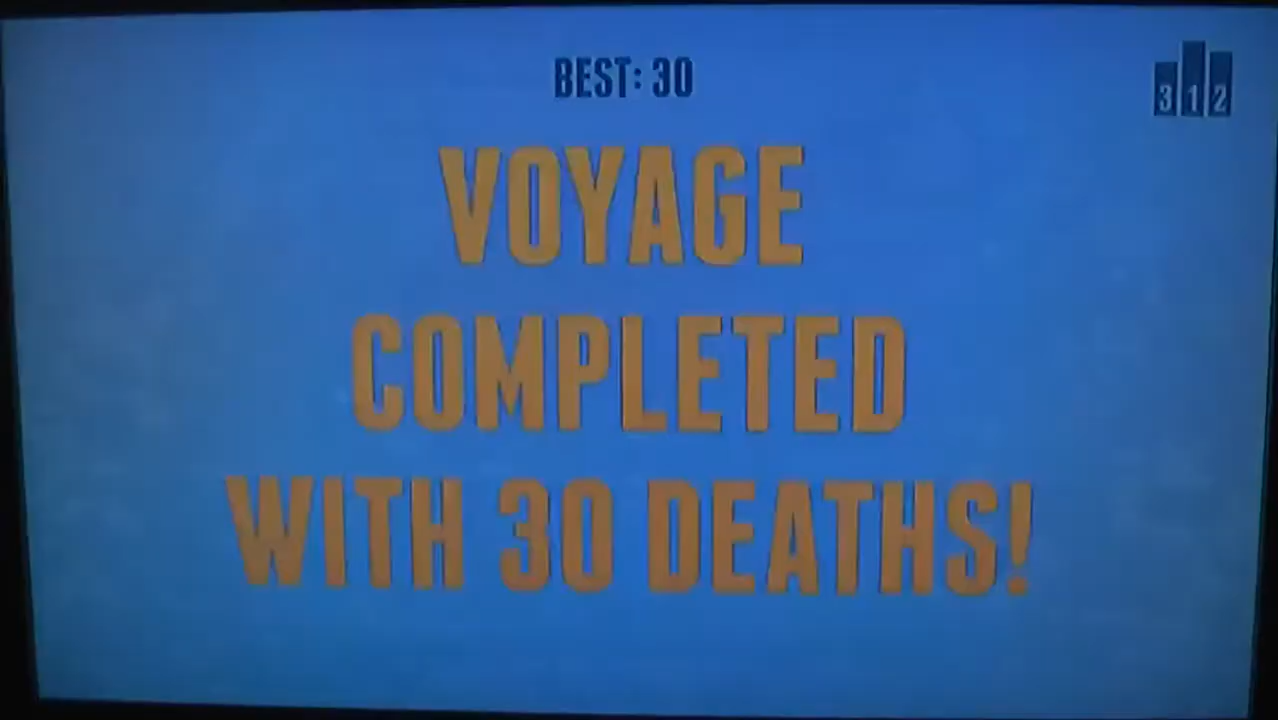 BEST: 30
3 1 2
VOYAGE
COMPLETED
WITH 30 DEATHS!